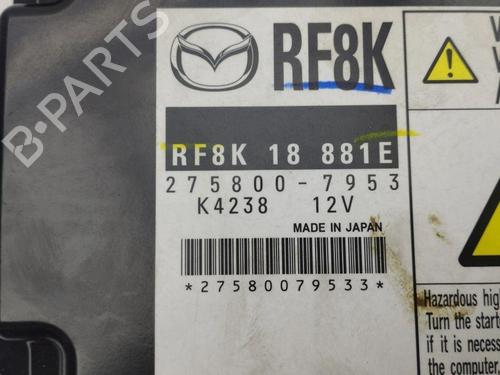 RF8K
V
RF8K 18 881E
275800-7953
K4238 12V
MADE IN JAPAN
*27580079533*
Hazardous hig
Turn the starte
if it is necess
the computer.
B-PARTS